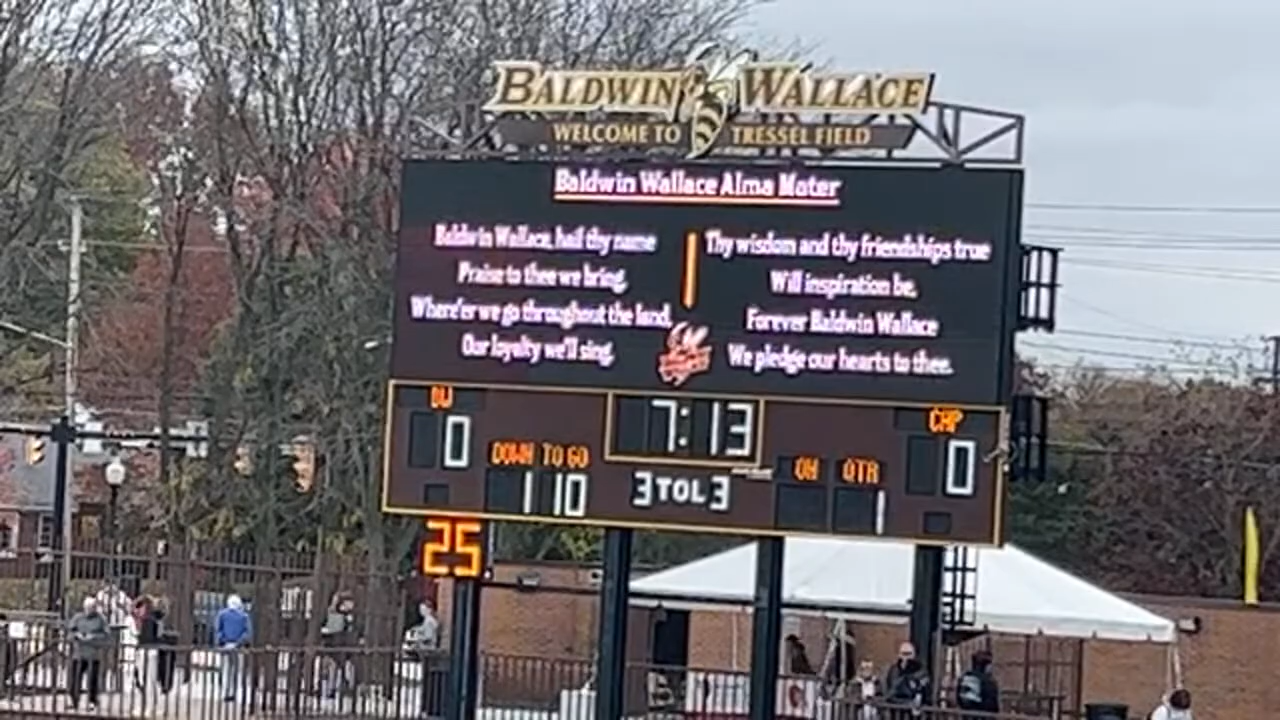 BALDWIN WALLACE
WELCOME TO TRESSEL FIELD
Baldwin Wallace Alma Mater
Baldwin Wallace, hail thy name
Praise to thee we bring,
Where'er we go throughout the land,
Our loyalty we'll sing.
Thy wisdom and thy friendships true
Will inspiration be,
Forever Baldwin Wallace
We pledge our hearts to thee.
BW 7:13 CAP
0 0
DOWN TO GO ON QTR
1 10 3 TOL 3 1
25